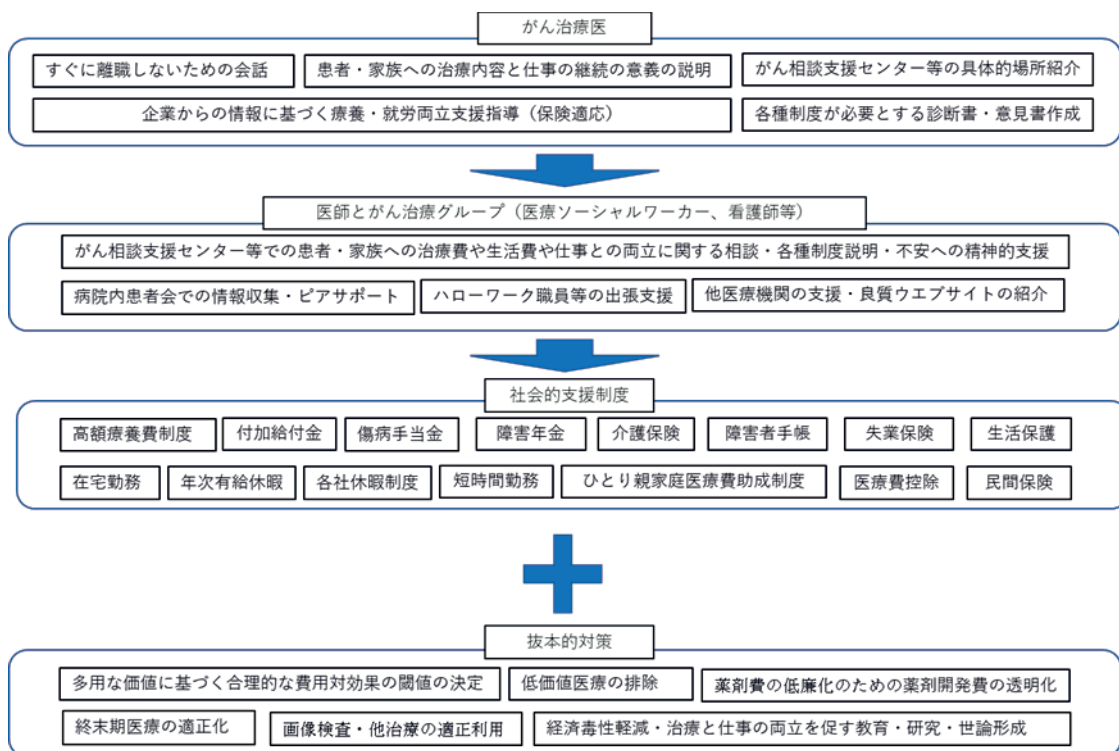 がん治療医
すぐに離職しないための会話
患者・家族への治療内容と仕事の継続の意義の説明
がん相談支援センター等の具体的場所紹介
企業からの情報に基づく療養・就労両立支援指導（保険適応）
各種制度が必要とする診断書・意見書作成
医師とがん治療グループ（医療ソーシャルワーカー、看護師等）
がん相談支援センター等での患者・家族への治療費や生活費や仕事との両立に関する相談・各種制度説明・不安への精神的支援
病院内患者会での情報収集・ピアサポート
ハローワーク職員等の出張支援
他医療機関の支援・良質ウエブサイトの紹介
社会的支援制度
高額療養費制度
付加給付金
傷病手当金
障害年金
介護保険
障害者手帳
失業保険
生活保護
在宅勤務
年次有給休暇
各社休暇制度
短時間勤務
ひとり親家庭医療費助成制度
医療費控除
民間保険
抜本的対策
多用な価値に基づく合理的な費用対効果の閾値の決定
低価値医療の排除
薬剤費の低廉化のための薬剤開発費の透明化
終末期医療の適正化
画像検査・他治療の適正利用
経済毒性軽減・治療と仕事の両立を促す教育・研究・世論形成